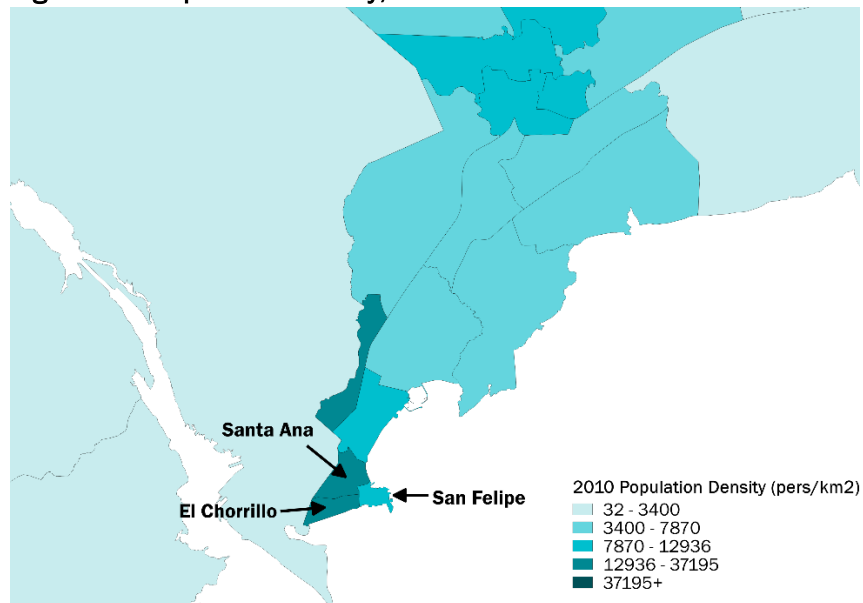 Santa Ana
El Chorrillo
San Felipe
2010 Population Density (pers/km2)
32 - 3400
3400 - 7870
7870 - 12936
12936 - 37195
37195+